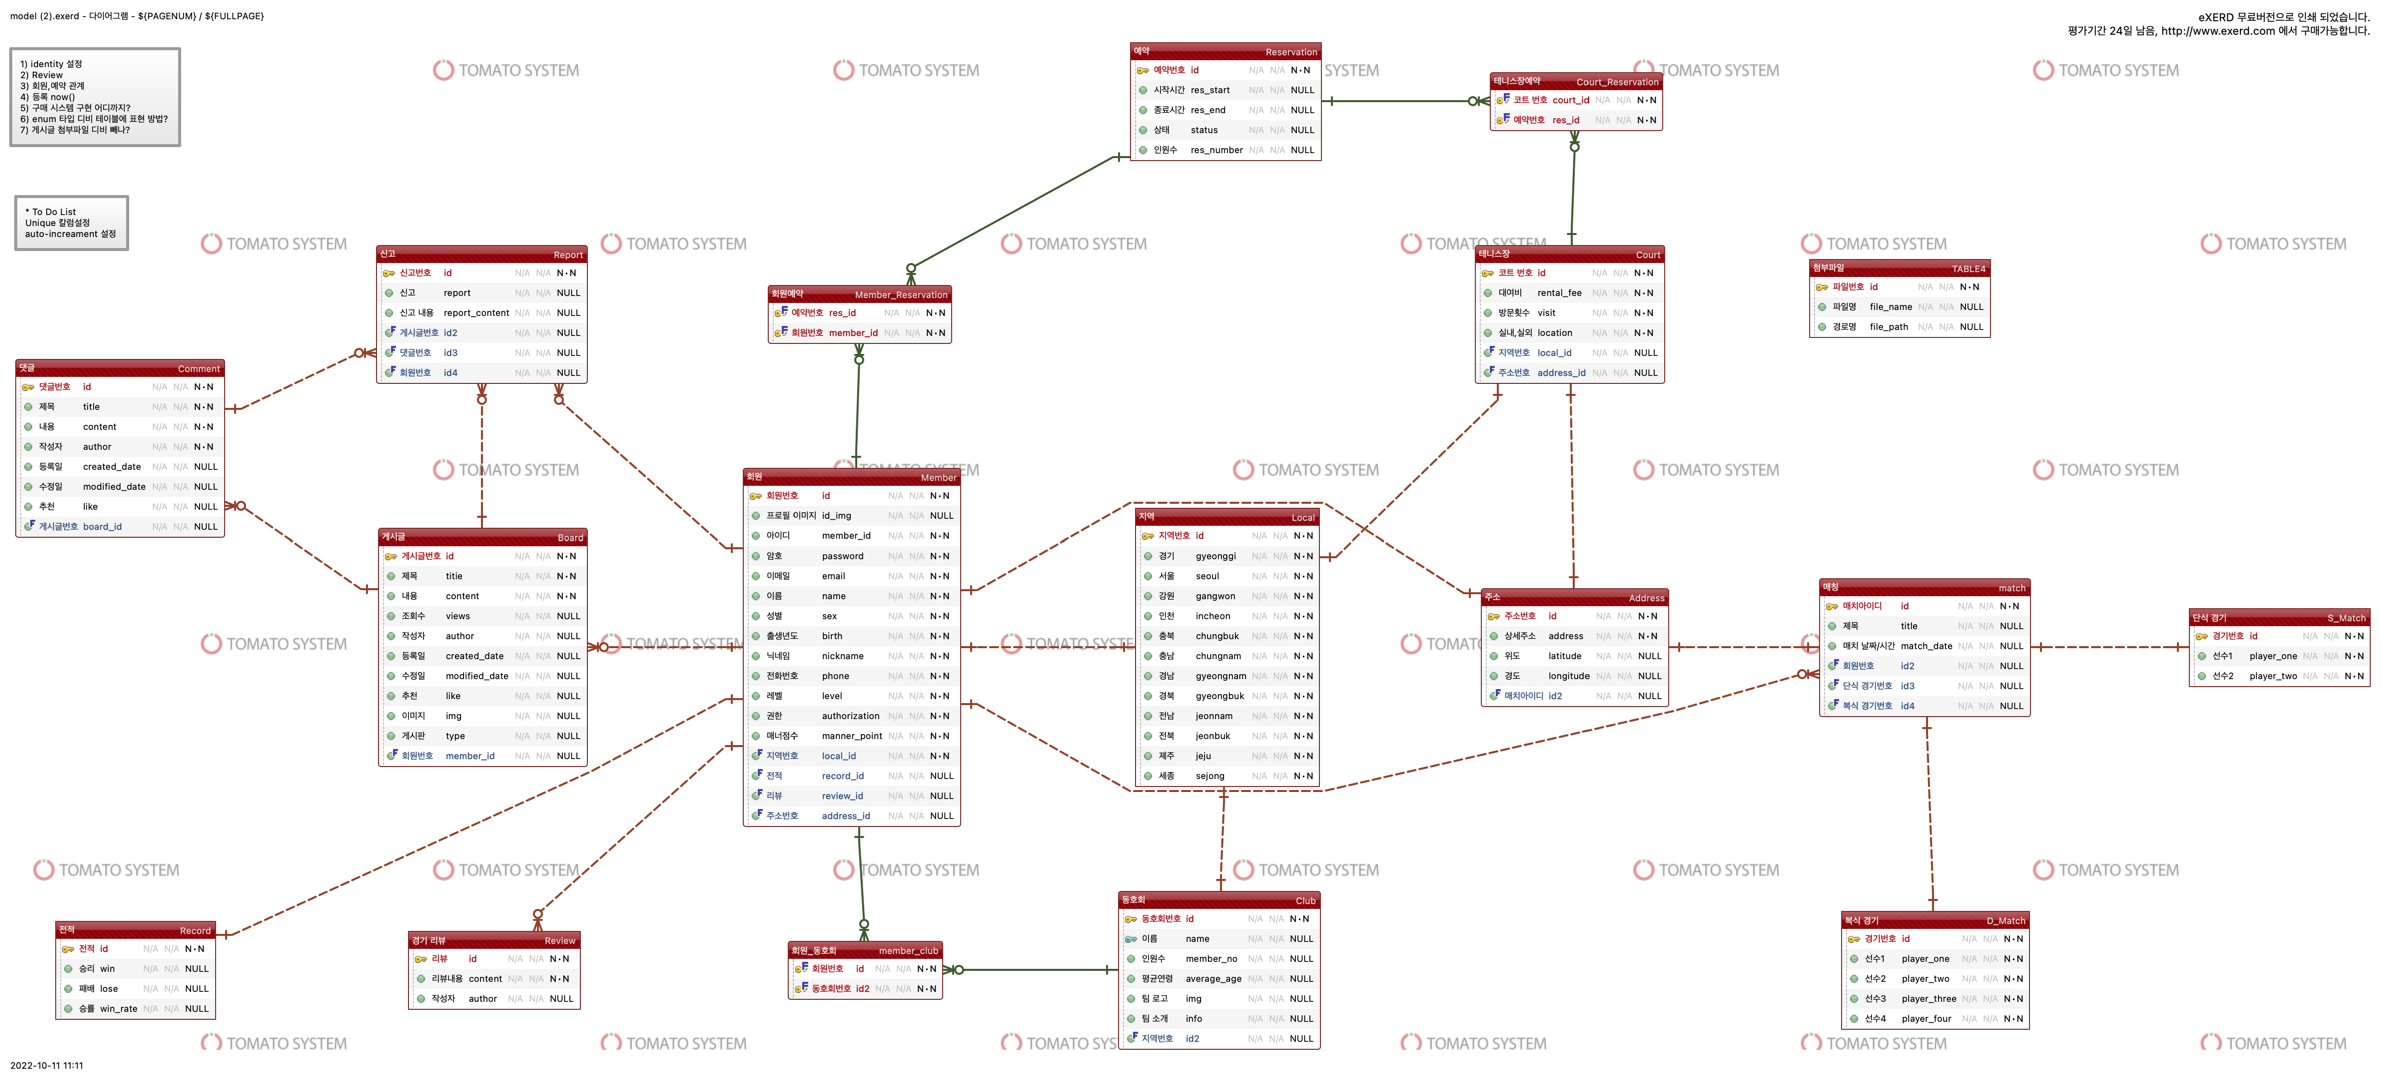 model (2).exerd - 다이어그램 - ${PAGENUM} / ${FULLPAGE}
eXERD 무료버전으로 인쇄 되었습니다.
평가기간 24일 남음, http://www.exerd.com 에서 구매가능합니다.
1) identity 설정
2) Review
3) 회원,예약 관계
4) 등록 now()
5) 구매 시스템 구현 어디까지?
6) enum 타입 디비 테이블에 표현 방법?
7) 게시글 첨부파일 디비 빼나?
* To Do List
Unique 칼럼설정
auto-increament 설정
예약 Reservation
예약번호 id N/A N/A N·N
시작시간 res_start N/A N/A NULL
종료시간 res_end N/A N/A NULL
상태 status N/A N/A NULL
인원수 res_number N/A N/A NULL
테니스장예약 Court_Reservation
코트 번호 court_id N/A N/A N·N
예약번호 res_id N/A N/A N·N
신고 Report
신고번호 id N/A N/A N·N
신고 report N/A N/A NULL
신고 내용 report_content N/A N/A NULL
게시글번호 id2 N/A N/A NULL
댓글번호 id3 N/A N/A NULL
회원번호 id4 N/A N/A NULL
회원예약 Member_Reservation
예약번호 res_id N/A N/A N·N
회원번호 member_id N/A N/A N·N
테니스장 Court
코트 번호 id N/A N/A N·N
대여비 rental_fee N/A N/A N·N
방문횟수 visit N/A N/A N·N
실내,실외 location N/A N/A N·N
지역번호 local_id N/A N/A NULL
주소번호 address_id N/A N/A NULL
첨부파일 TABLE4
파일번호 id N/A N/A N·N
파일명 file_name N/A N/A NULL
경로명 file_path N/A N/A NULL
댓글 Comment
댓글번호 id N/A N/A N·N
제목 title N/A N/A N·N
내용 content N/A N/A N·N
작성자 author N/A N/A N·N
등록일 created_date N/A N/A NULL
수정일 modified_date N/A N/A NULL
추천 like N/A N/A NULL
게시글번호 board_id N/A N/A NULL
게시글 Board
게시글번호 id N/A N/A N·N
제목 titie N/A N/A N·N
내용 content N/A N/A N·N
조회수 views N/A N/A NULL
작성자 author N/A N/A NULL
등록일 created_date N/A N/A NULL
수정일 modified_date N/A N/A NULL
추천 like N/A N/A NULL
이미지 img N/A N/A NULL
게시판 type N/A N/A NULL
회원번호 member_id N/A N/A NULL
회원 Member
회원번호 id N/A N/A N·N
프로필 이미지 id_img N/A N/A NULL
아이디 member_id N/A N/A N·N
암호 password N/A N/A N·N
이메일 email N/A N/A N·N
이름 name N/A N/A N·N
성별 sex N/A N/A N·N
출생년도 birth N/A N/A N·N
닉네임 nickname N/A N/A N·N
전화번호 phone N/A N/A N·N
레벨 level N/A N/A N·N
권한 authorization N/A N/A N·N
매너점수 manner_point N/A N/A N·N
지역번호 local_id N/A N/A N·N
전적 record_id N/A N/A NULL
리뷰 review_id N/A N/A NULL
주소번호 address_id N/A N/A NULL
지역 Local
지역번호 id N/A N/A N·N
경기 gyeonggi N/A N/A N·N
서울 seoul N/A N/A N·N
강원 gangwon N/A N/A N·N
인천 incheon N/A N/A N·N
충북 chungbuk N/A N/A N·N
충남 chungnam N/A N/A N·N
경남 gyeongnam N/A N/A N·N
경북 gyeongbuk N/A N/A N·N
전남 jeonnam N/A N/A N·N
전북 jeonbuk N/A N/A N·N
제주 jeju N/A N/A N·N
세종 sejong N/A N/A N·N
주소 Address
주소번호 id N/A N/A N·N
상세주소 address N/A N/A N·N
위도 latitude N/A N/A NULL
경도 longitude N/A N/A NULL
매치아이디 id2 N/A N/A NULL
매칭 match
매치아이디 id N/A N/A N·N
제목 title N/A N/A NULL
매치 날짜/시간 match_date N/A N/A NULL
회원번호 id2 N/A N/A NULL
단식 경기번호 id3 N/A N/A NULL
복식 경기번호 id4 N/A N/A NULL
단식 경기 S_Match
경기번호 id N/A N/A N·N
선수1 player_one N/A N/A N·N
선수2 player_two N/A N/A N·N
전적 Record
전적 id N/A N/A N·N
승리 win N/A N/A NULL
패배 lose N/A N/A NULL
승률 win_rate N/A N/A NULL
경기 리뷰 Review
리뷰 id N/A N/A N·N
리뷰내용 content N/A N/A N·N
작성자 author N/A N/A NULL
회원_동호회 member_club
회원번호 id N/A N/A N·N
동호회번호 id2 N/A N/A N·N
동호회 Club
동호회번호 id N/A N/A N·N
이름 name N/A N/A NULL
인원수 member_no N/A N/A NULL
평균연령 average_age N/A N/A NULL
팀 로고 img N/A N/A NULL
팀 소개 info N/A N/A NULL
지역번호 id2 N/A N/A NULL
복식 경기 D_Match
경기번호 id N/A N/A N·N
선수1 player_one N/A N/A N·N
선수2 player_two N/A N/A N·N
선수3 player_three N/A N/A N·N
선수4 player_four N/A N/A N·N
TOMATO SYSTEM
2022-10-11 11:11